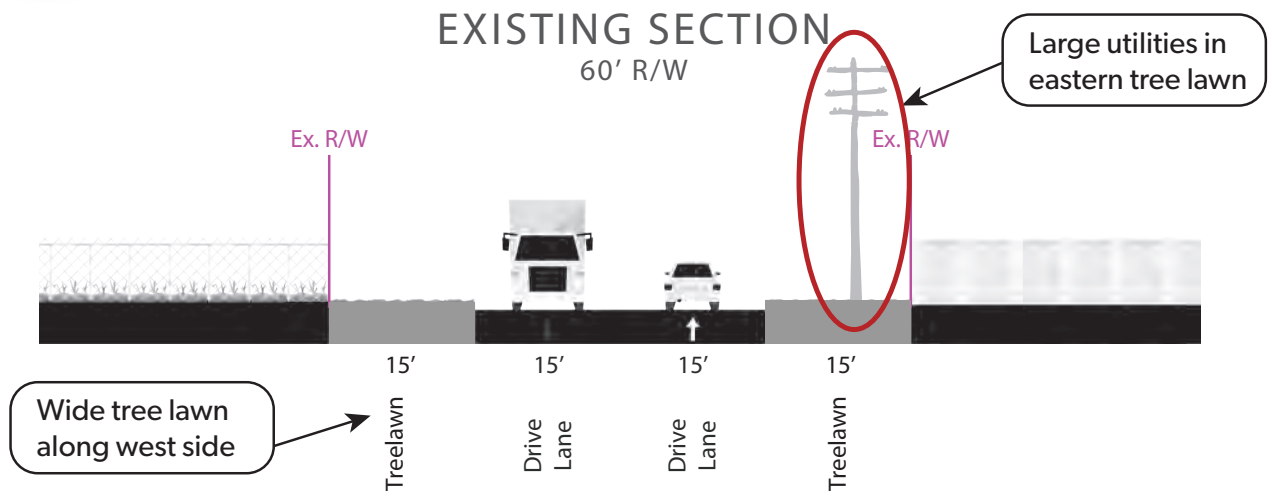 EXISTING SECTION
60’ R/W
Large utilities in
eastern tree lawn
Ex. R/W
Ex. R/W
15’
15’
15’
15’
Wide tree lawn
along west side
Treelawn
Drive
Lane
Drive
Lane
Treelawn